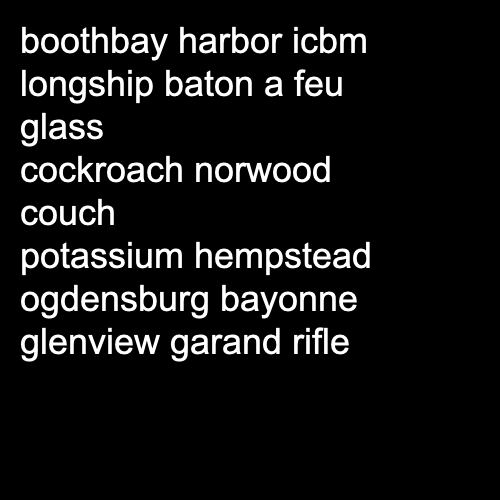 boothbay harbor icbm
longship baton a feu
glass
cockroach norwood
couch
potassium hempstead
ogdensburg bayonne
glenview garand rifle